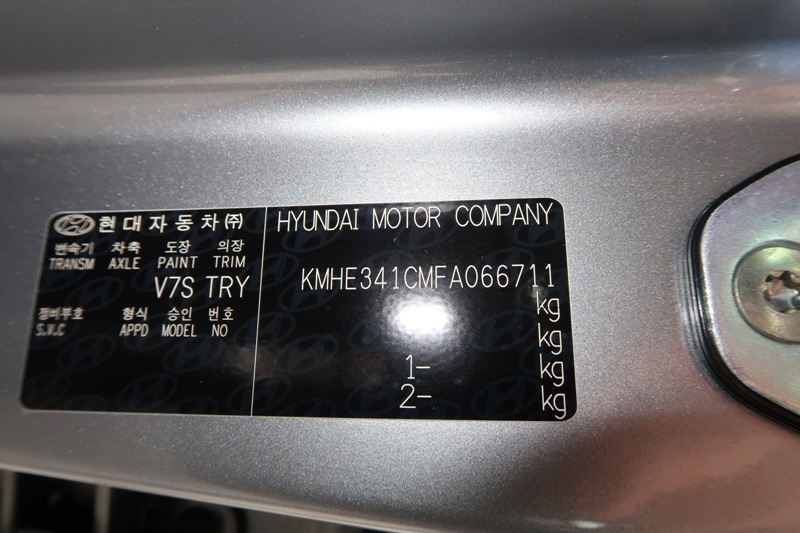 현대자동차㈜
변속기 차축 도장 의장
TRANSM AXLE PAINT TRIM
V7S TRY
정비부호 형식 승인 번호
S.V.C APPD MODEL NO
HYUNDAI MOTOR COMPANY
KMHE341CMFA066711
kg
kg
1- kg
2- kg